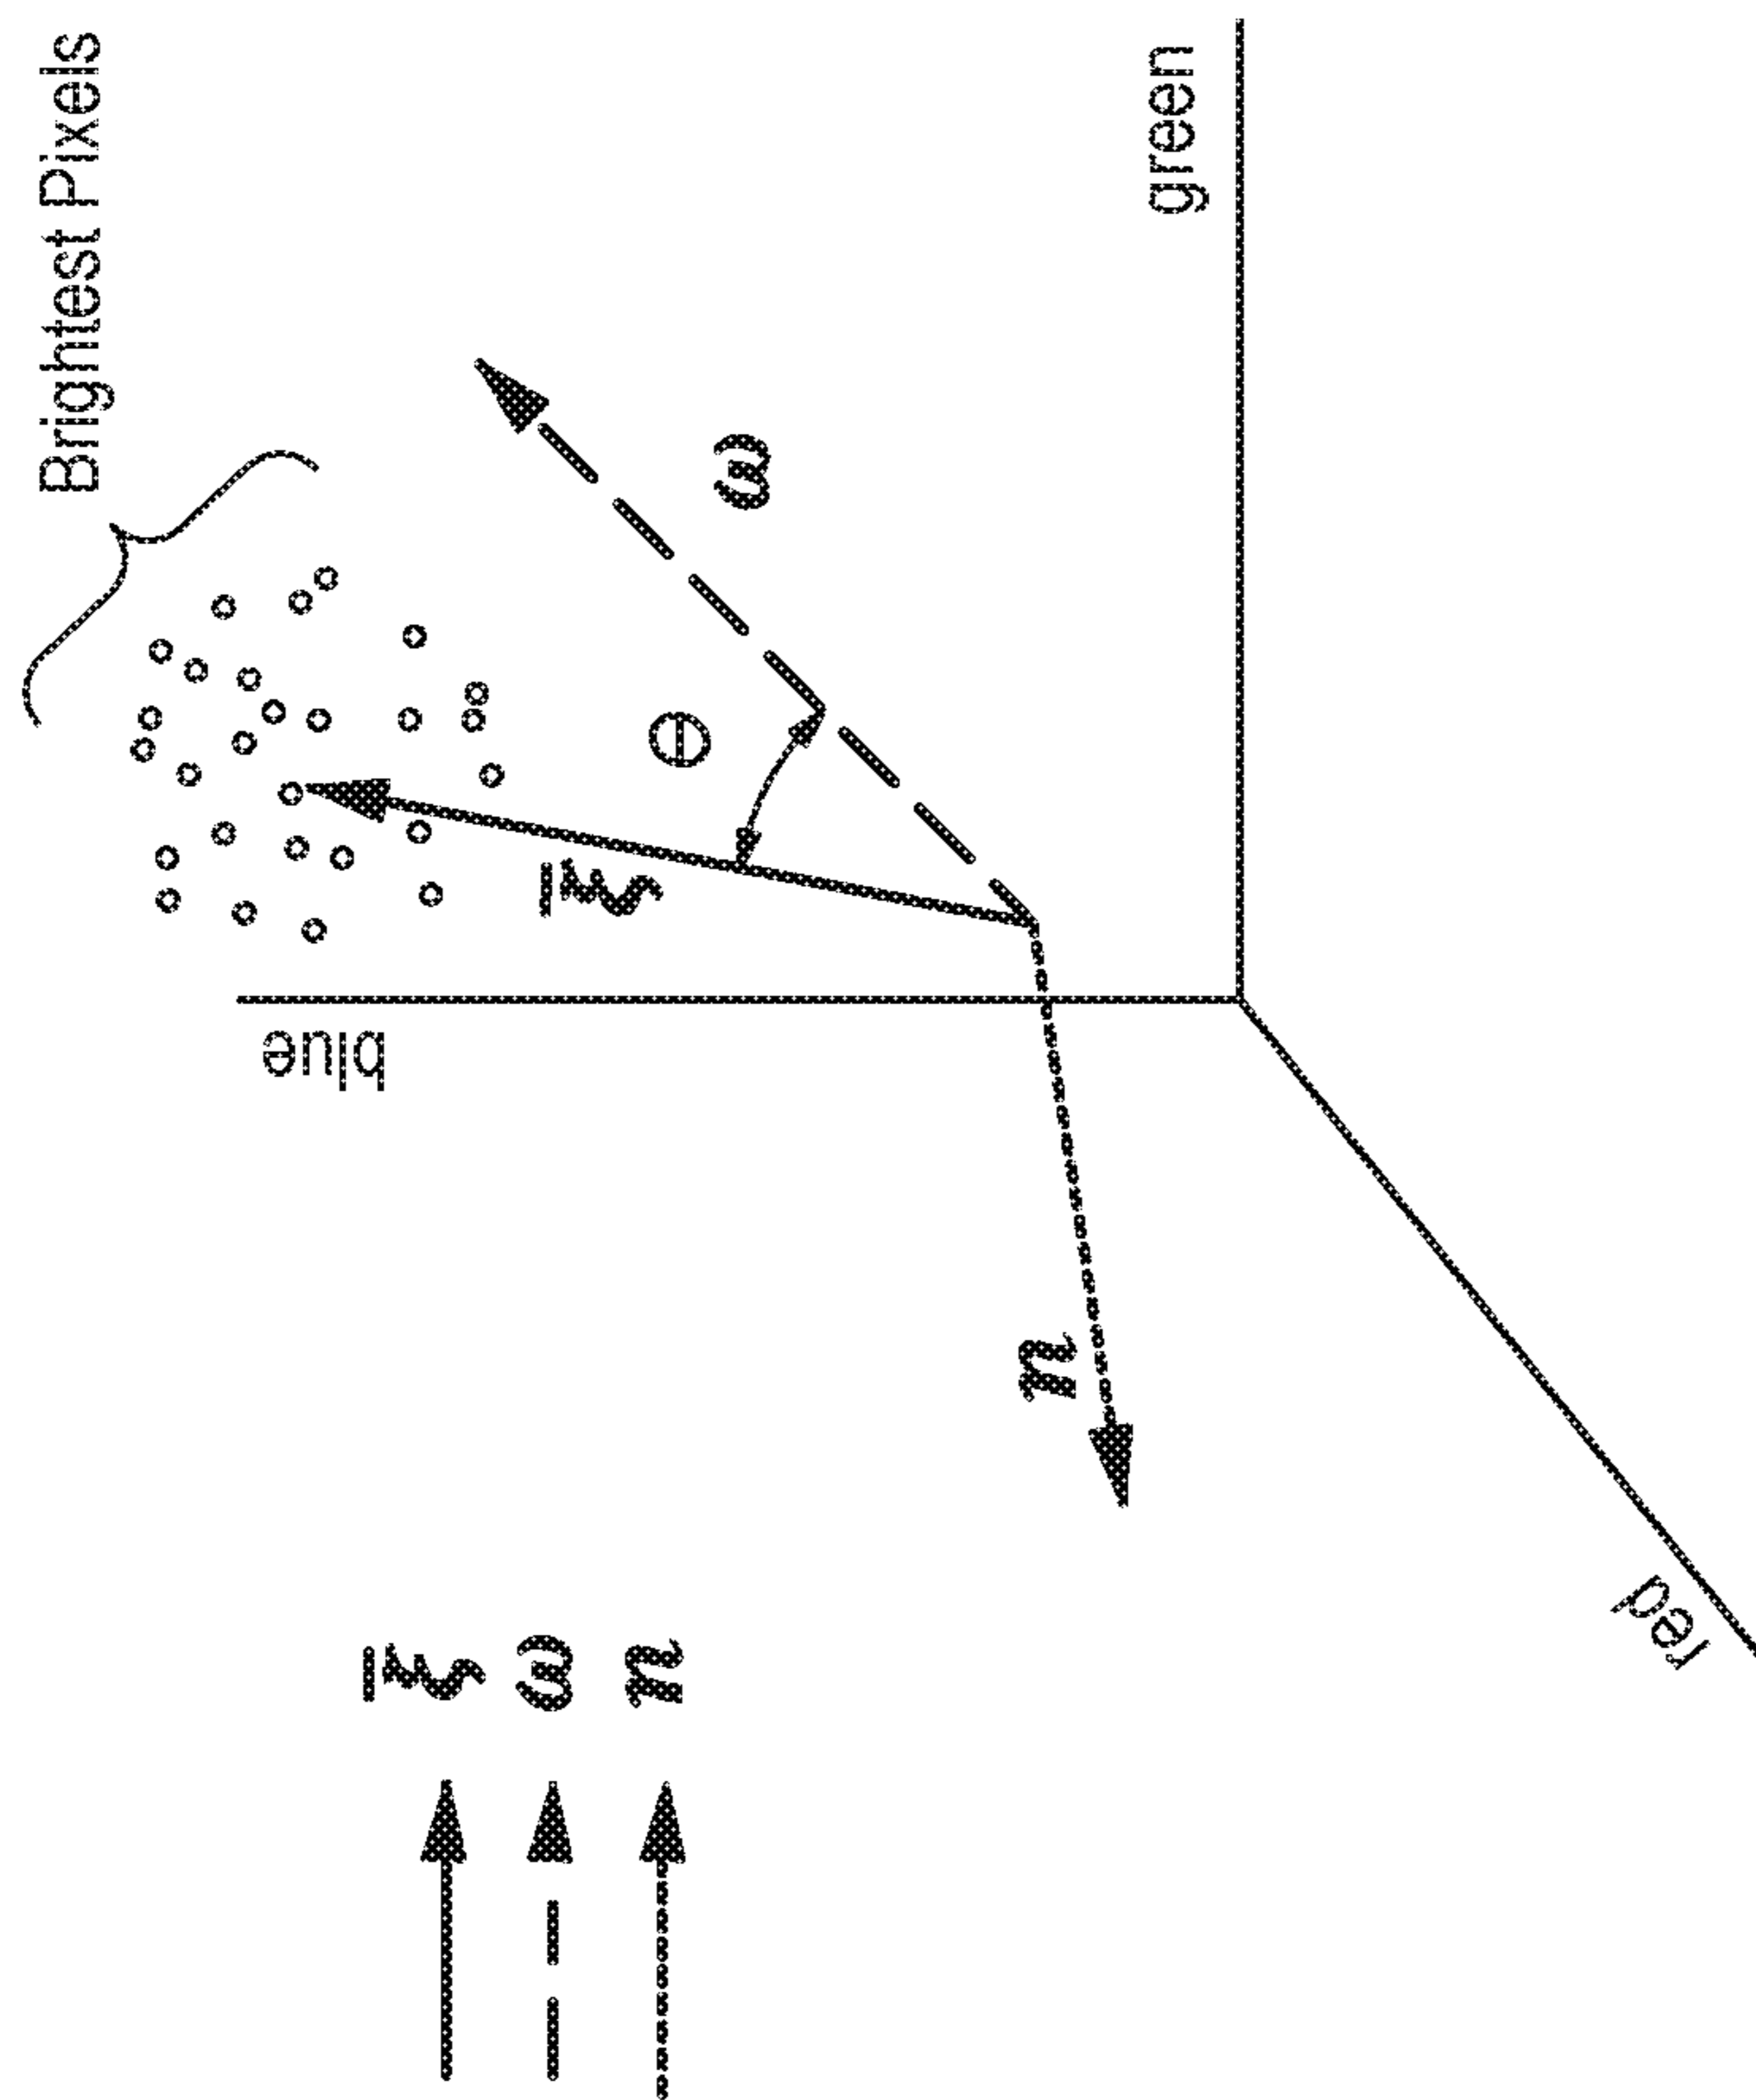 Brightest Pixels
green
ω
Θ
ξ̄
blue
n
red
ξ̄
ω
n